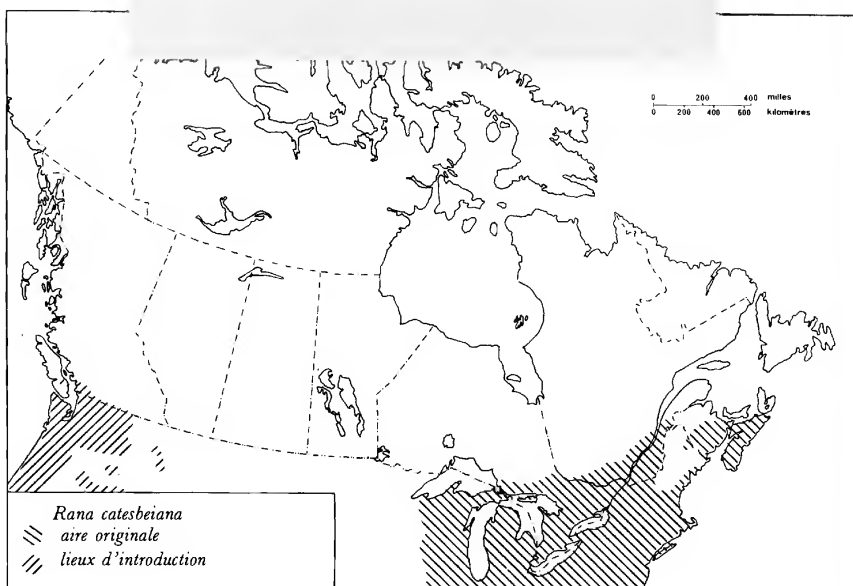 0 200 400 milles
0 200 400 600 kilomètres
Rana catesbeiana
aire originale
lieux d'introduction